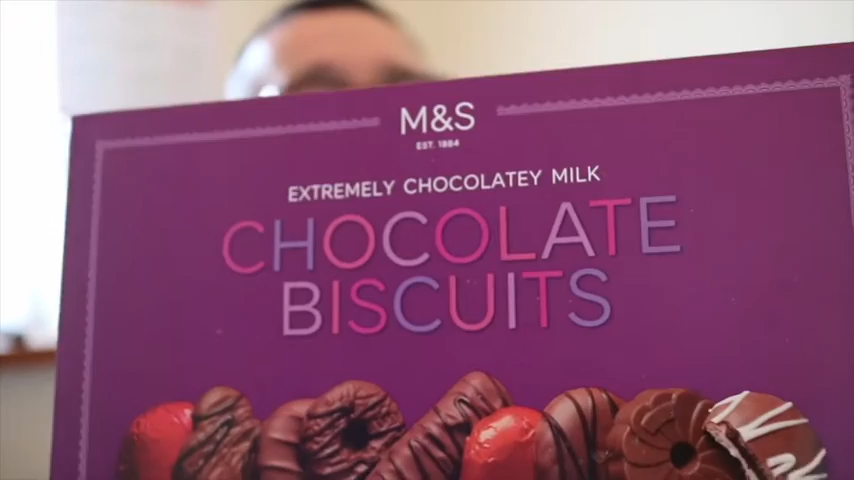 M&S
EST. 1884
EXTREMELY CHOCOLATEY MILK
CHOCOLATE
BISCUITS